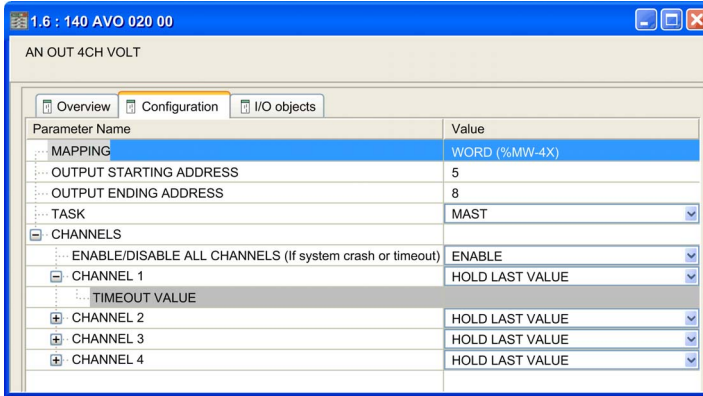 1.6 : 140 AVO 020 00
AN OUT 4CH VOLT
Overview Configuration I/O objects
Parameter Name Value
MAPPING WORD (%MW-4X)
OUTPUT STARTING ADDRESS 5
OUTPUT ENDING ADDRESS 8
TASK MAST
CHANNELS
ENABLE/DISABLE ALL CHANNELS (If system crash or timeout) ENABLE
CHANNEL 1 HOLD LAST VALUE
TIMEOUT VALUE
CHANNEL 2 HOLD LAST VALUE
CHANNEL 3 HOLD LAST VALUE
CHANNEL 4 HOLD LAST VALUE